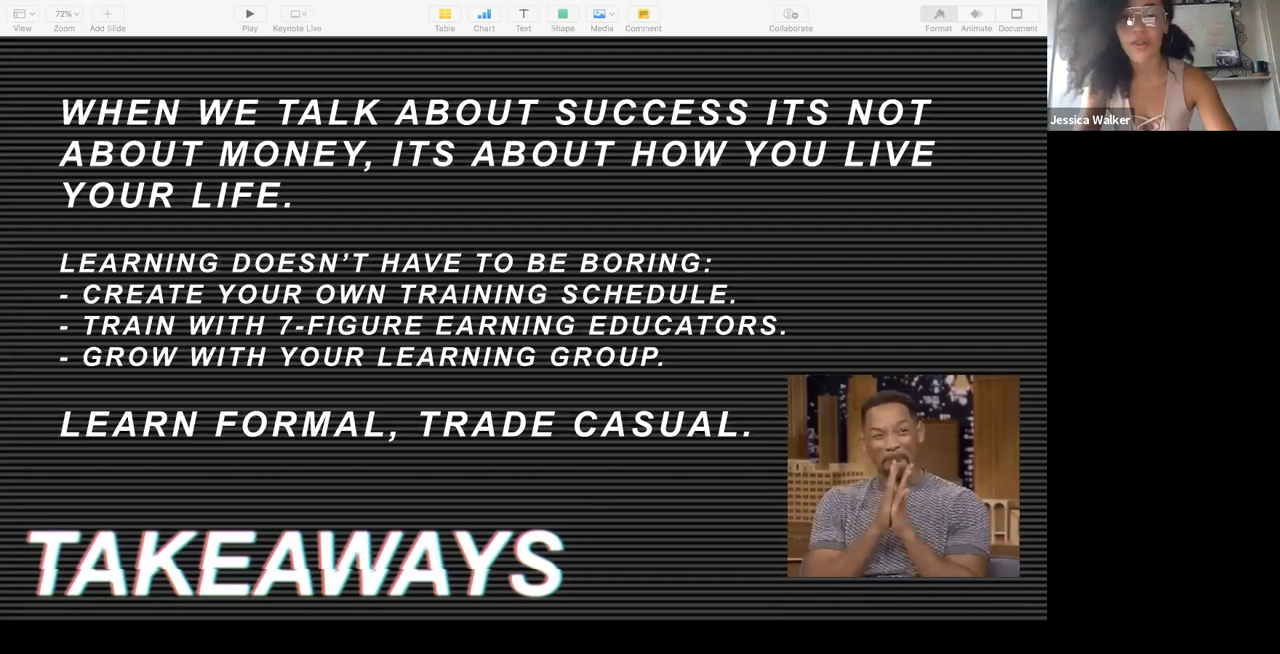 View
72%
Zoom
Add Slide
Play
Keynote Live
Table
Chart
Text
Shape
Media
Comment
Collaborate
Format
Animate
Document
Jessica Walker
WHEN WE TALK ABOUT SUCCESS ITS NOT
ABOUT MONEY, ITS ABOUT HOW YOU LIVE
YOUR LIFE.
LEARNING DOESN’T HAVE TO BE BORING:
- CREATE YOUR OWN TRAINING SCHEDULE.
- TRAIN WITH 7-FIGURE EARNING EDUCATORS.
- GROW WITH YOUR LEARNING GROUP.
LEARN FORMAL, TRADE CASUAL.
TAKEAWAYS